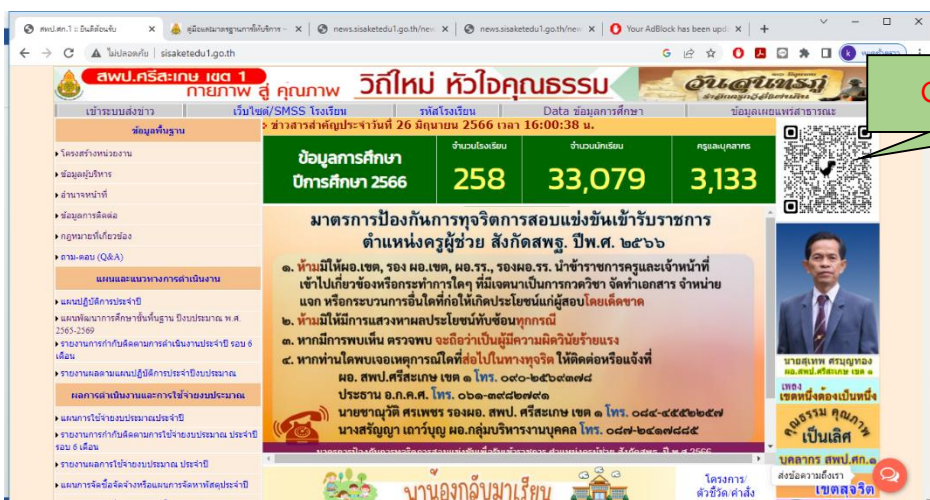 สพป.ศก.1 :: ยินดีต้อนรับ
คู่มือและมาตรฐานการให้บริการ –
news.sisaketedu1.go.th/nev
news.sisaketedu1.go.th/nev
Your AdBlock has been upd:
ไม่ปลอดภัย | sisaketedu1.go.th
สพป.ศรีสะเกษ เขต 1
กายภาพ สู่ คุณภาพ
วิถีใหม่ หัวใจคุณธรรม
เข้าระบบส่งข่าว
เว็บไซต์/SMSS โรงเรียน
รหัสโรงเรียน
Data ข้อมูลการศึกษา
ข้อมูลเผยแพร่สาธารณะ
ข้อมูลพื้นฐาน
ข่าวสารสำคัญประจำวันที่ 26 มิถุนายน 2566 เวลา 16:00:38 น.
โครงสร้างหน่วยงาน
ข้อมูลผู้บริหาร
อำนาจหน้าที่
ข้อมูลการติดต่อ
กฎหมายที่เกี่ยวข้อง
ถาม-ตอบ (Q&A)
แผนและแนวทางการดำเนินงาน
แผนปฏิบัติการประจำปี
แผนพัฒนาการศึกษาขั้นพื้นฐาน ปีงบประมาณ พ.ศ.
2565-2569
รายงานการกำกับติดตามการดำเนินงานประจำปี รอบ 6
เดือน
รายงานผลตามแผนปฏิบัติการประจำปีงบประมาณ
ผลการดำเนินการและการใช้จ่ายงบประมาณ
แผนการใช้จ่ายงบประมาณประจำปี
รายงานการกำกับติดตามการใช้จ่ายงบประมาณ ประจำปี
รอบ 6 เดือน
รายงานผลการใช้จ่ายงบประมาณ ประจำปี
แผนการจัดซื้อจัดจ้างหรือแผนการจัดหาพัสดุประจำปี
ข้อมูลการศึกษา
ปีการศึกษา 2566
จำนวนโรงเรียน
258
จำนวนนักเรียน
33,079
ครูและบุคลากร
3,133
มาตรการป้องกันการทุจริตการสอบแข่งขันเข้ารับราชการ
ตำแหน่งครูผู้ช่วย สังกัดสพฐ. ปีพ.ศ. ๒๕๖๖
๑. ห้ามมิให้ผอ.เขต, รอง ผอ.เขต, ผอ.รร., รองผอ.รร. นำข้าราชการครูและเจ้าหน้าที่
เข้าไปเกี่ยวข้องหรือกระทำการใดๆ ที่มีเจตนาเป็นการกวดวิชา จัดทำเอกสาร จำหน่าย
แจก หรือกระบวนการอื่นใดที่ก่อให้เกิดประโยชน์แก่ผู้สอบโดยเด็ดขาด
๒. ห้ามมิให้มีการแสวงหาผลประโยชน์ทับซ้อนทุกกรณี
๓. หากมีการพบเห็น ตรวจพบ จะถือว่าเป็นผู้มีความผิดวินัยร้ายแรง
๔. หากท่านใดพบเจอเหตุการณ์ใดที่ส่อไปในทางทุจริต ให้ติดต่อหรือแจ้งที่
ผอ. สพป.ศรีสะเกษ เขต ๑ โทร. ๐๙๐-๒๕๖๙๓๗๘
ประธาน อ.ก.ค.ศ. โทร. ๐๖๑-๓๙๘๒๗๙๑
นายชาญวุติ ศรเพชร รองผอ. สพป. ศรีสะเกษ เขต ๑ โทร. ๐๘๔-๔๕๕๒๒๕๗
นางสรัญญา เถาว์บุญ ผอ.กลุ่มบริหารงานบุคคล โทร. ๐๘๗-๒๔๑๗๘๘๕
พานองกลับมาเรียน
โครงการ/
ตัวชี้วัด/คำสั่ง
นายสุเทพ ศรบุญทอง
ผอ.สพป.ศรีสะเกษ เขต ๑
เพลง
เขตหนึ่งต้องเป็นหนึ่ง
คุณธรรม คุณภาพ
เป็นเลิศ
บุคลากร สพป.ศก.๑
ส่งข้อความถึงเรา
เขตสุจริต